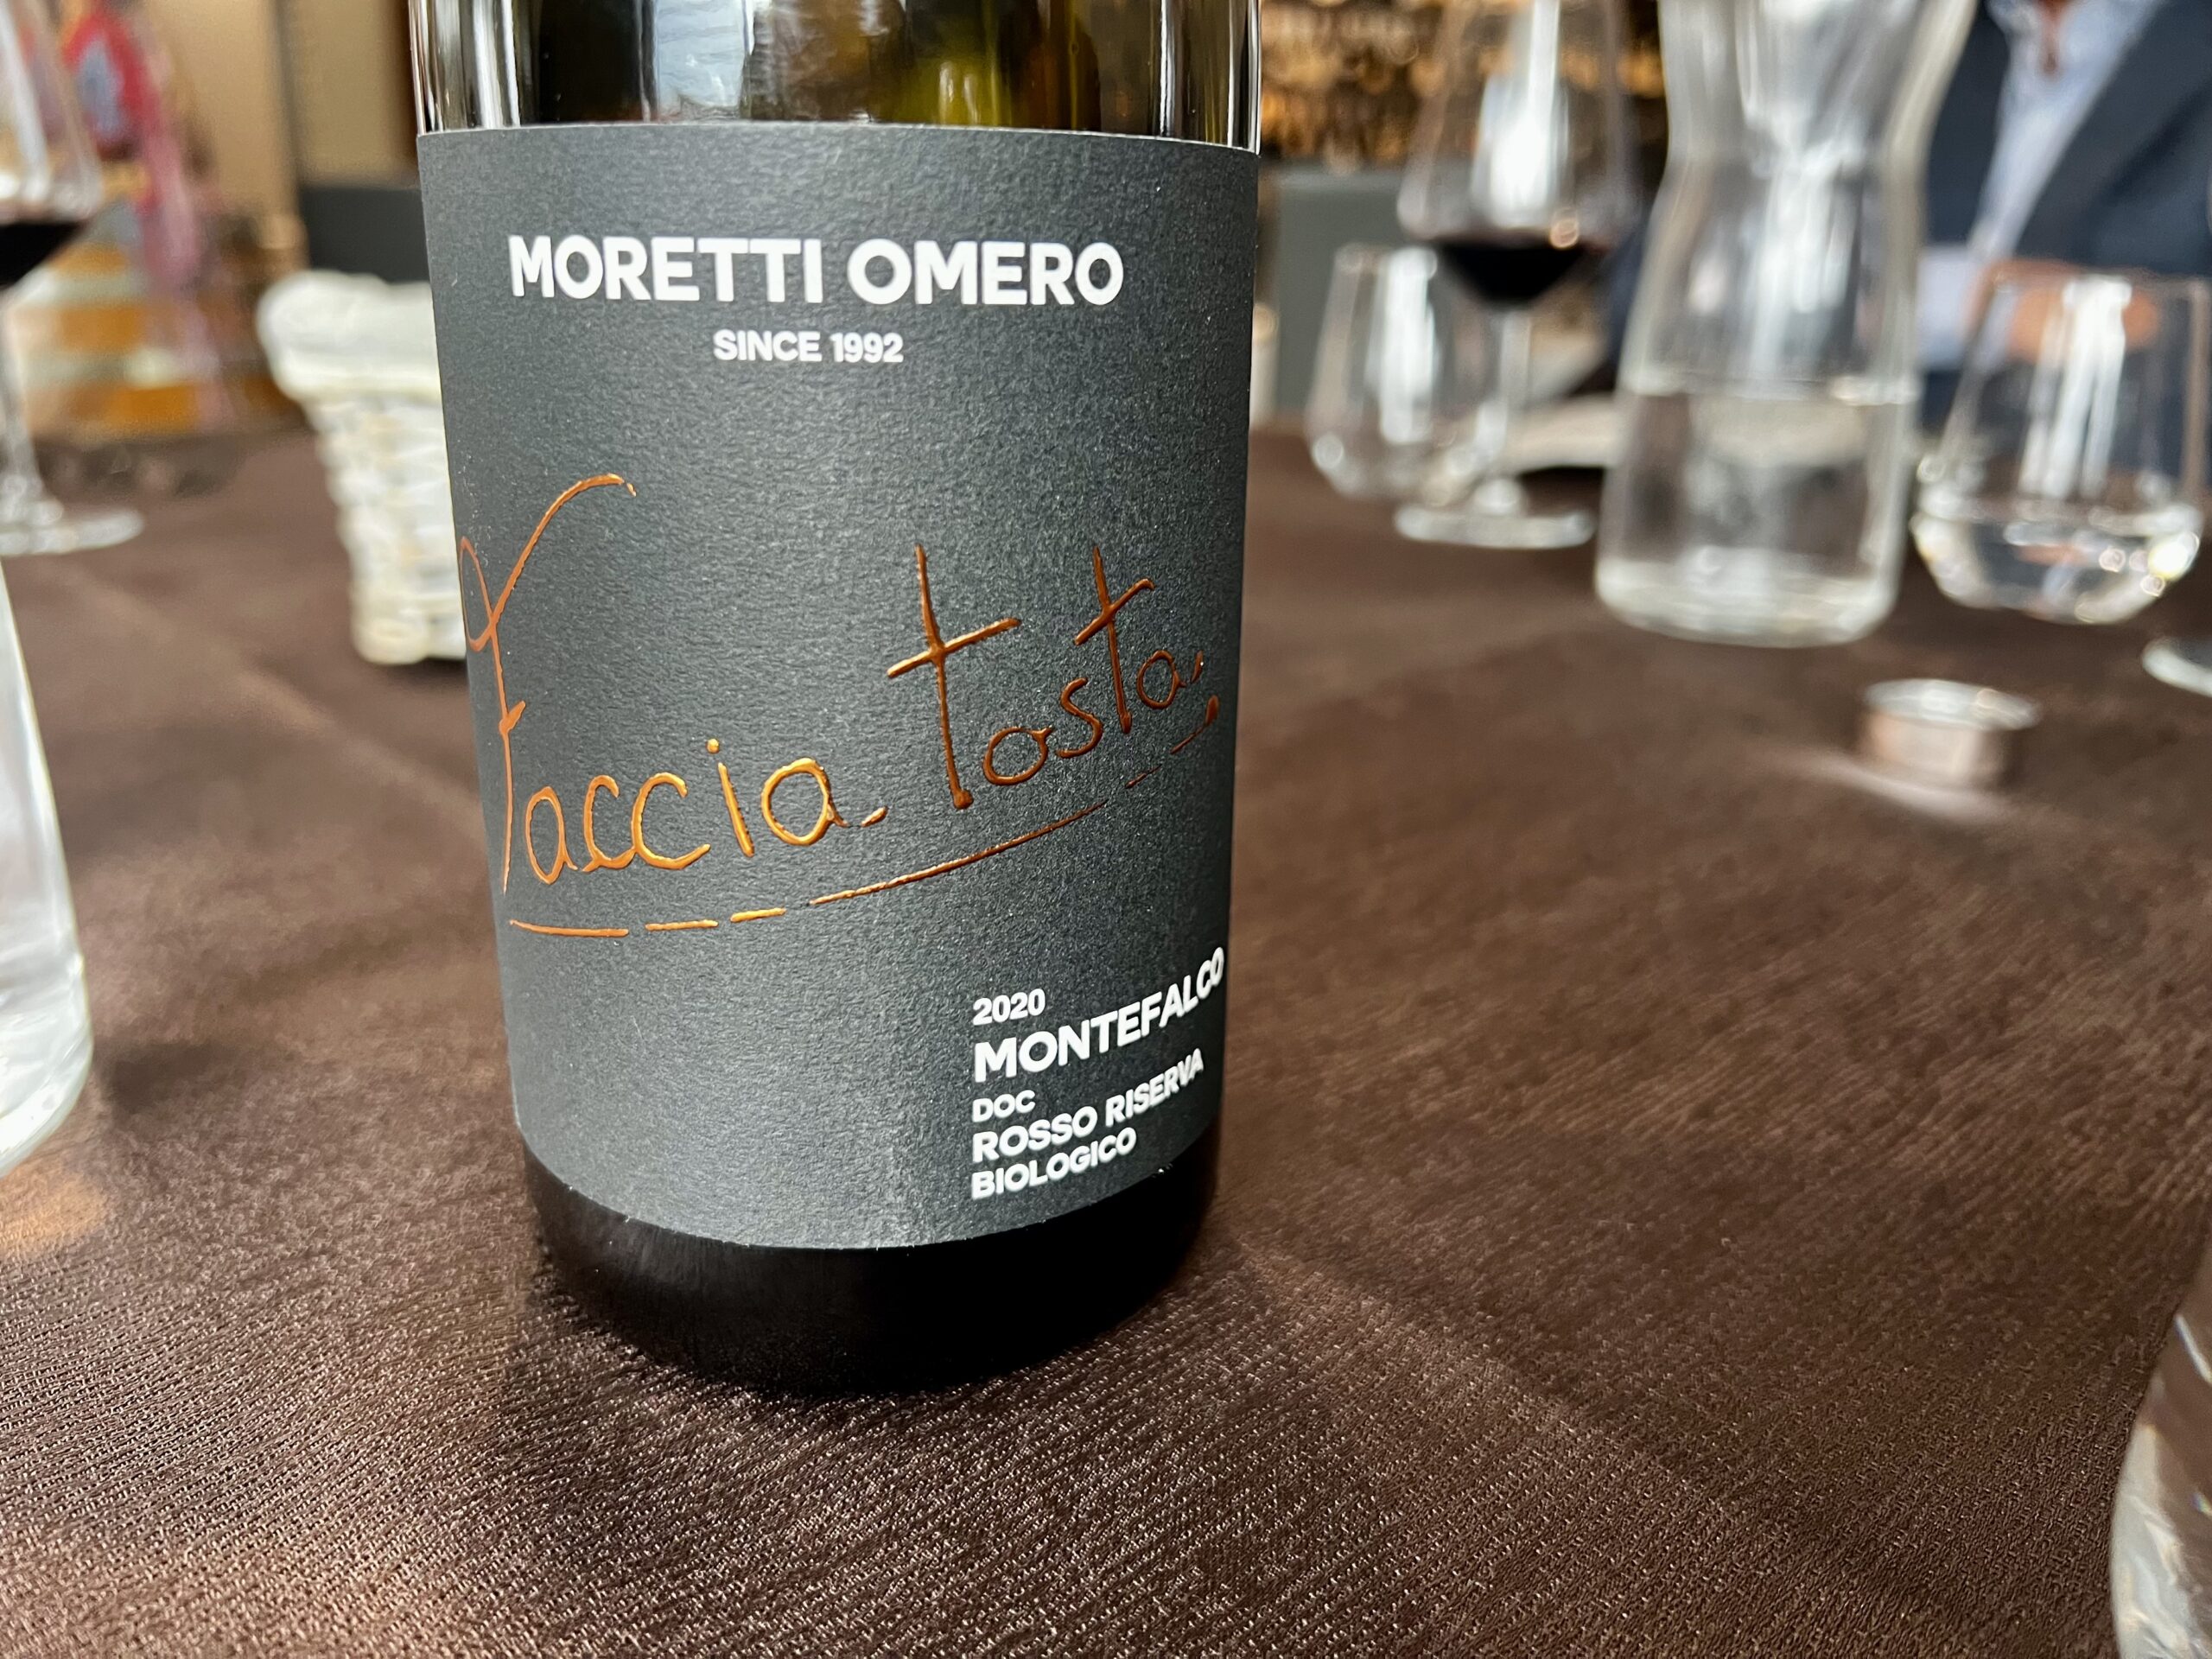 MORETTI OMERO
SINCE 1992
Faccia tosta
2020
MONTEFALCO
DOC
ROSSO RISERVA
BIOLOGICO